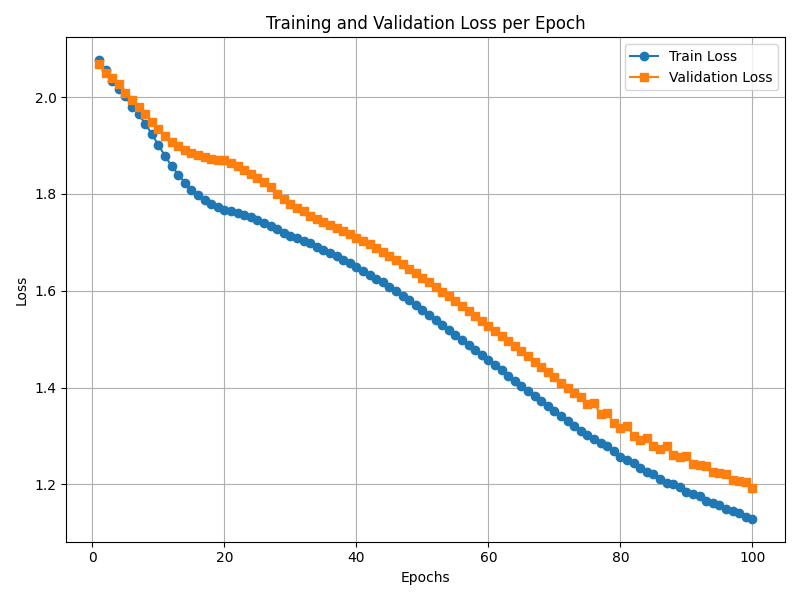 Training and Validation Loss per Epoch
Train Loss
Validation Loss
Loss
2.0
1.8
1.6
1.4
1.2
0 20 40 60 80 100
Epochs